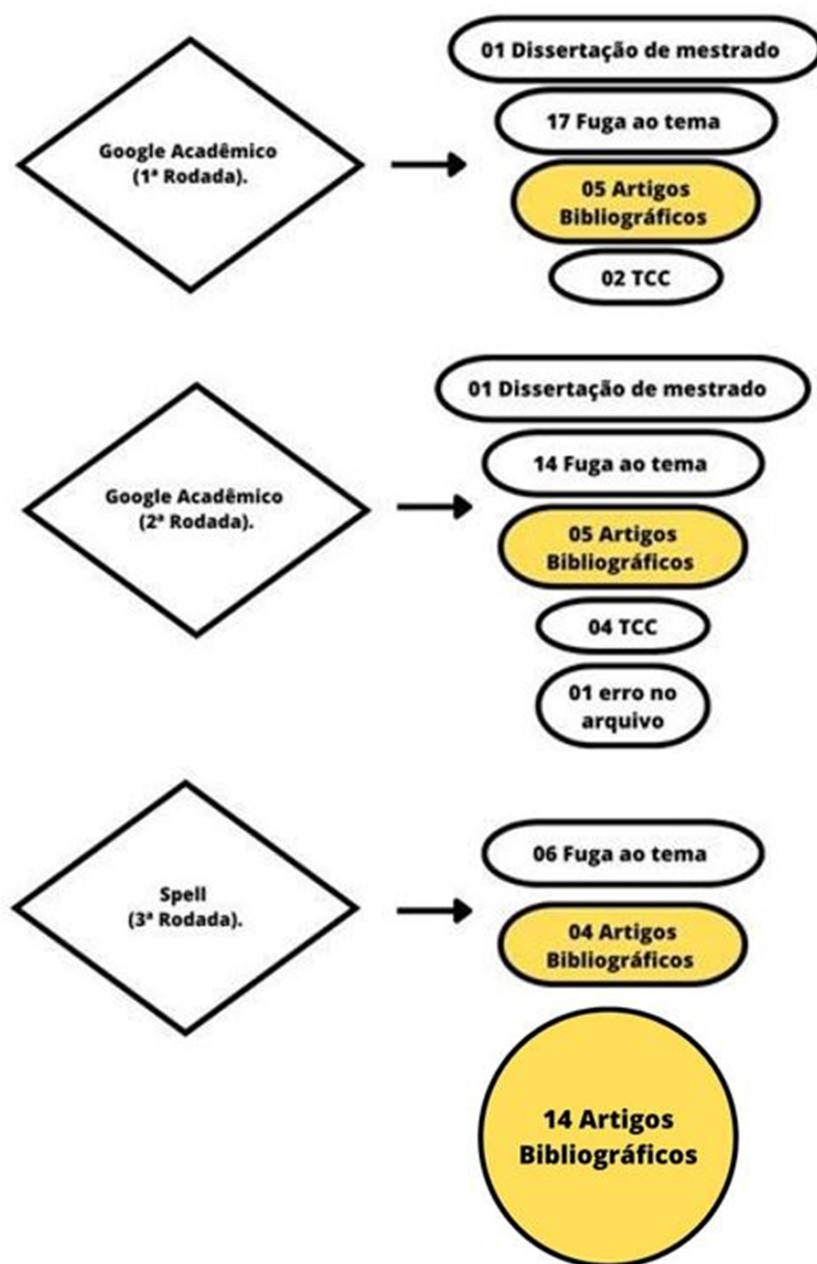 Google Acadêmico
(1ª Rodada).
01 Dissertação de mestrado
17 Fuga ao tema
05 Artigos
Bibliográficos
02 TCC
Google Acadêmico
(2ª Rodada).
01 Dissertação de mestrado
14 Fuga ao tema
05 Artigos
Bibliográficos
04 TCC
01 erro no
arquivo
Spell
(3ª Rodada).
06 Fuga ao tema
04 Artigos
Bibliográficos
14 Artigos
Bibliográficos